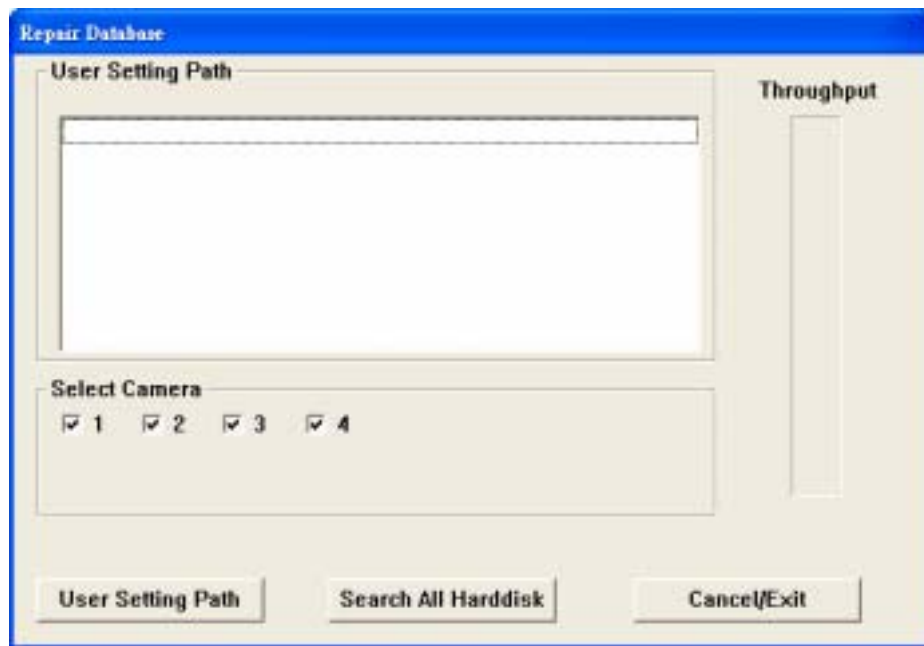 Repair Database
User Setting Path
Throughput
Select Camera
1 2 3 4
User Setting Path Search All Harddisk Cancel/Exit